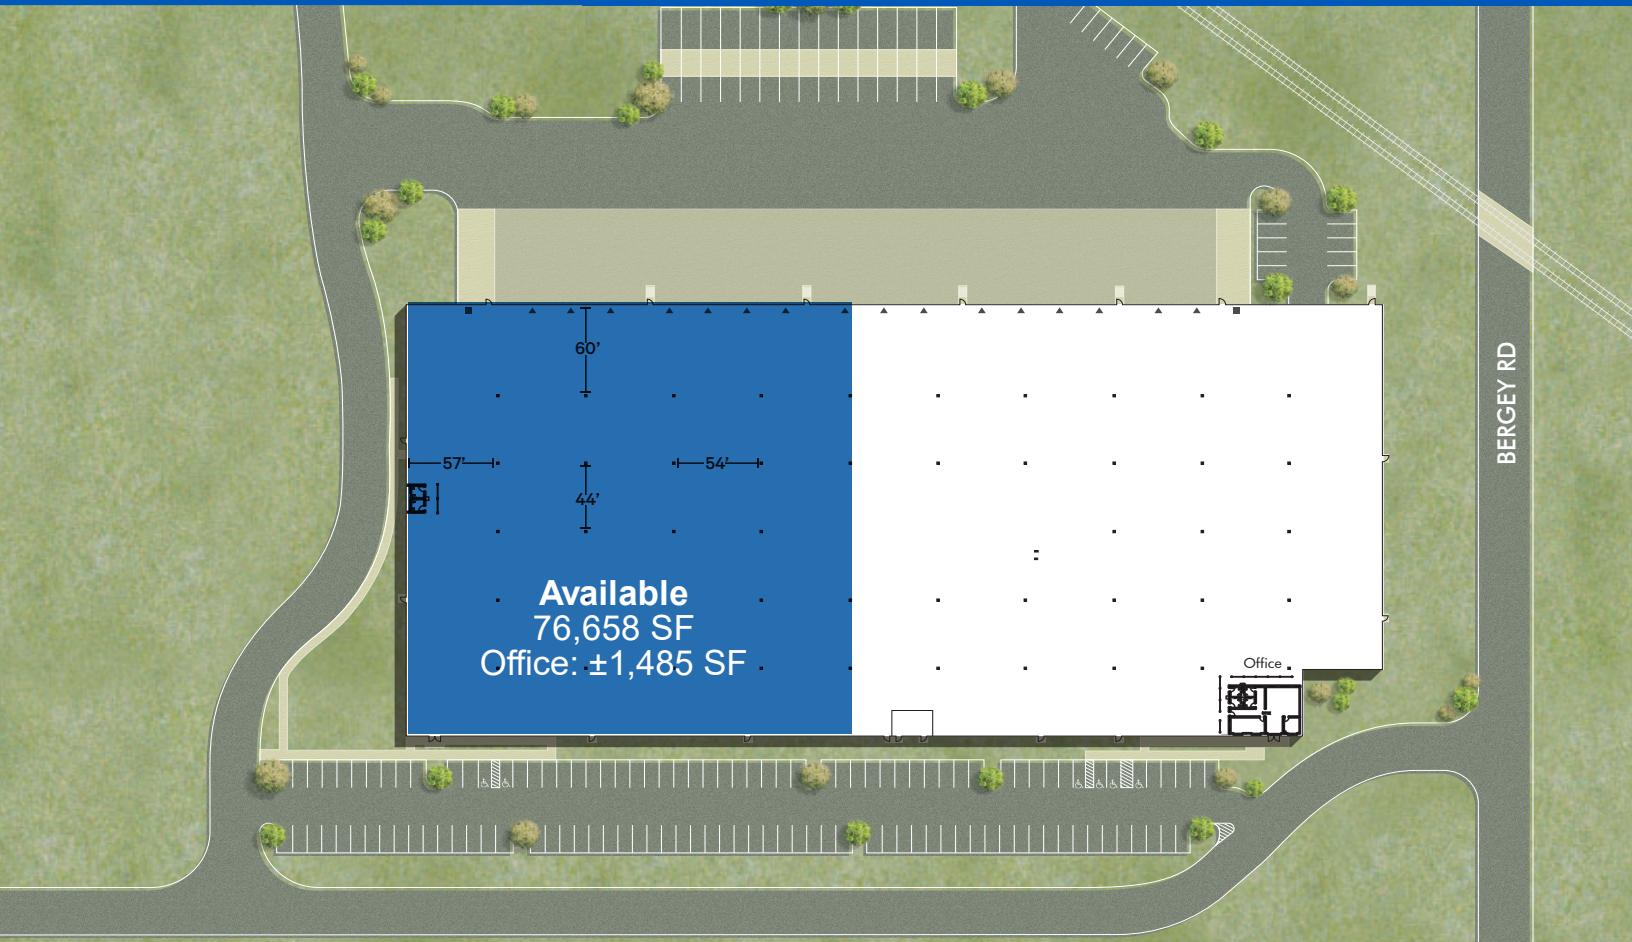 60'
57'
54'
44'
Available
76,658 SF
Office: ±1,485 SF
Office
BERGEY RD